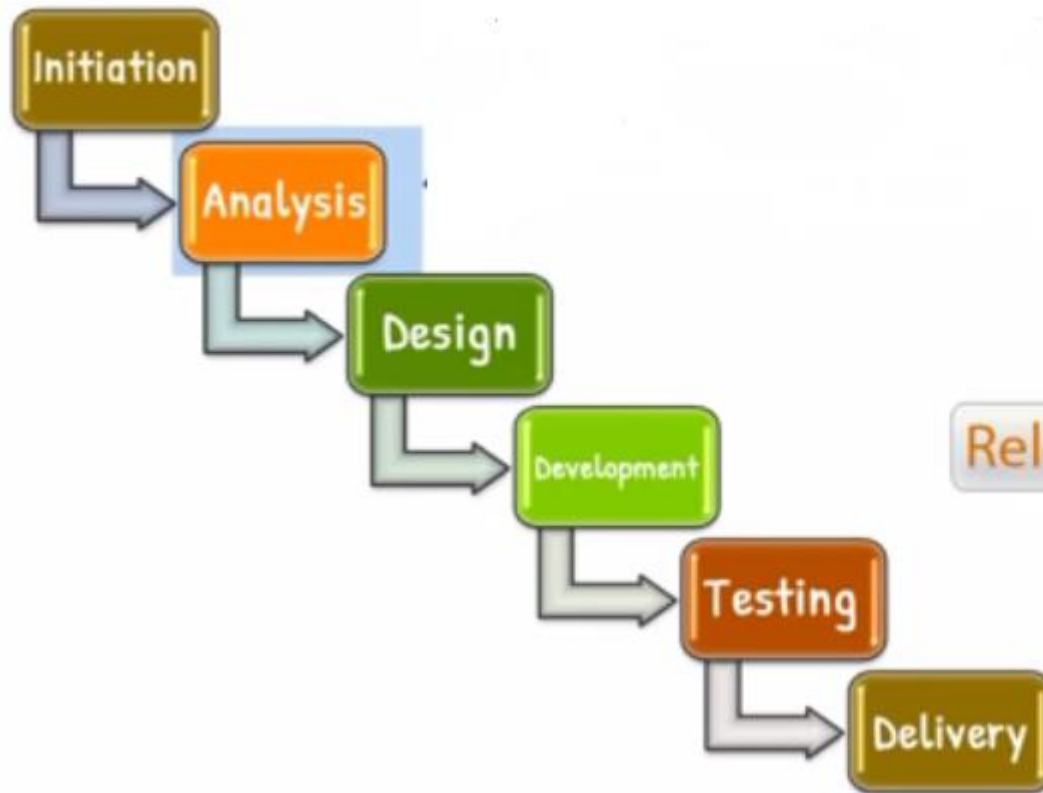 Initiation
Analysis
Design
Development
Rel
Testing
Delivery